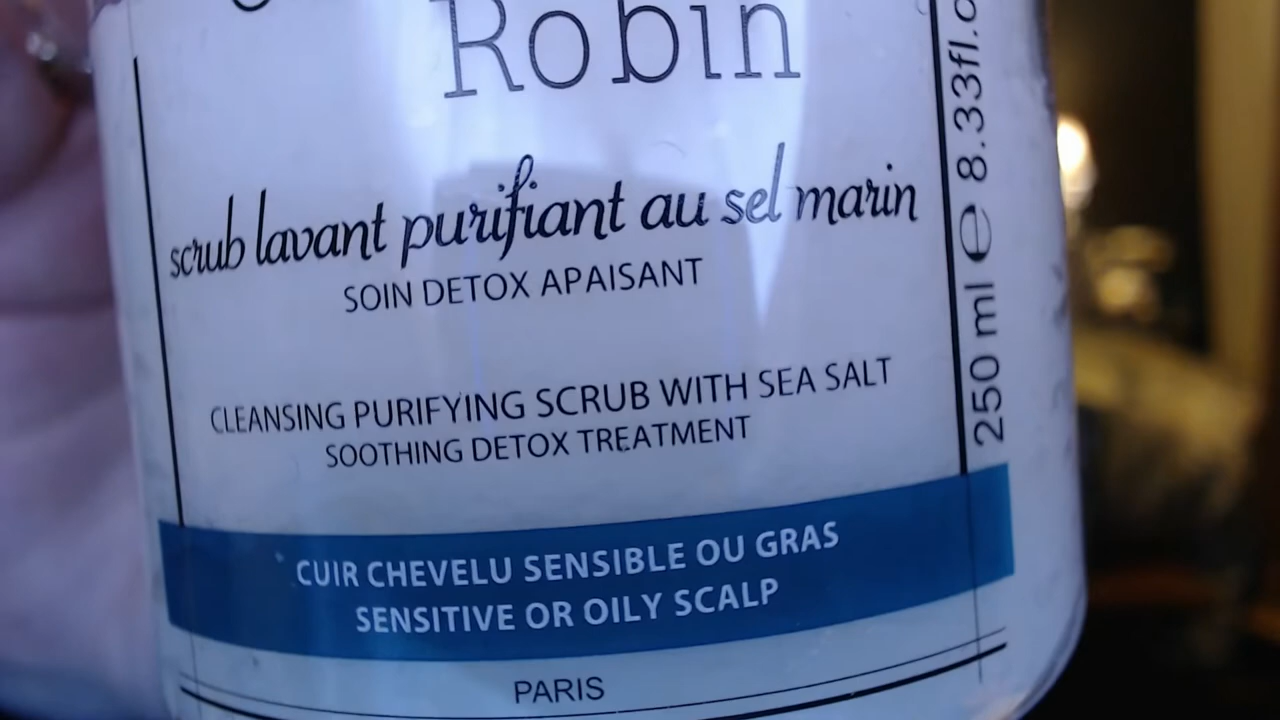 Robin
scrub lavant purifiant au sel marin
SOIN DETOX APAISANT
CLEANSING PURIFYING SCRUB WITH SEA SALT
SOOTHING DETOX TREATMENT
CUIR CHEVELU SENSIBLE OU GRAS
SENSITIVE OR OILY SCALP
PARIS
250 ml e 8.33fl.o